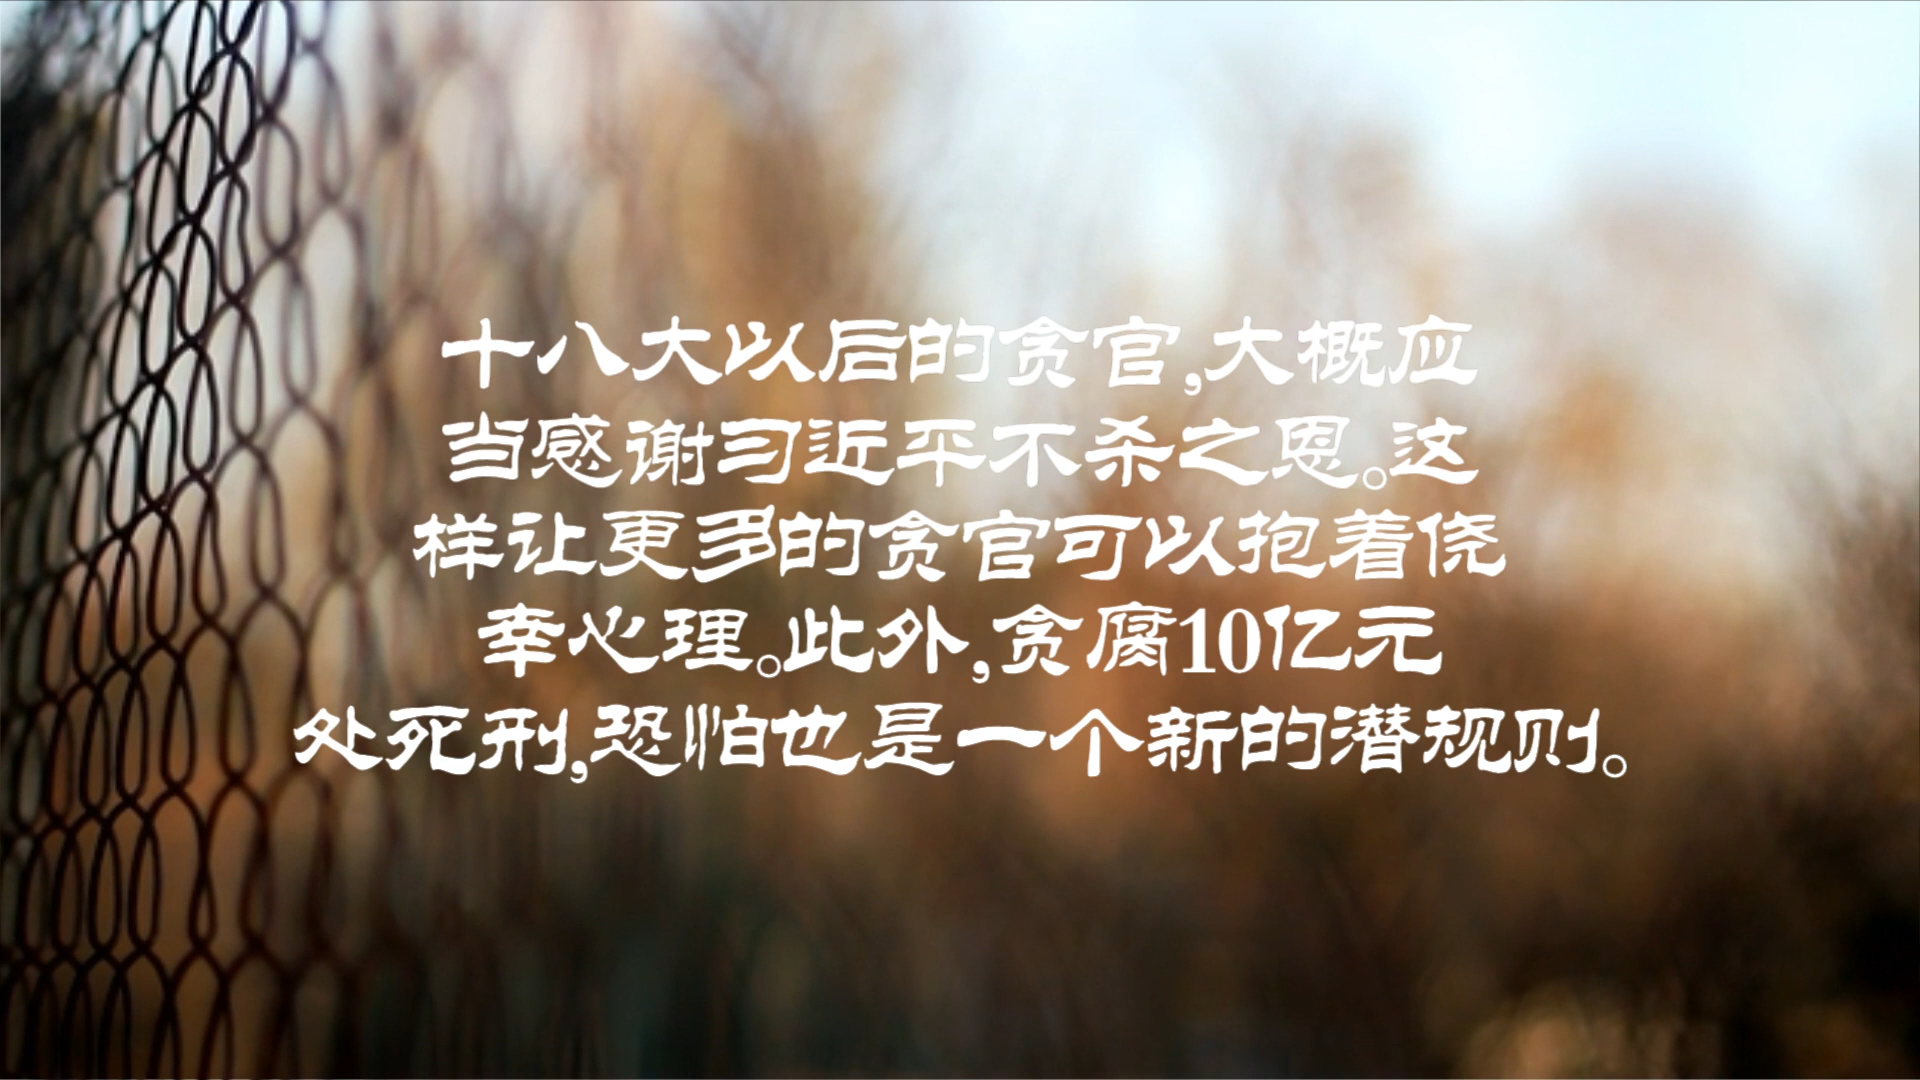 十八大以后的贪官,大概应
当感谢习近平不杀之恩。这
样让更多的贪官可以抱着侥
幸心理。此外,贪腐10亿元
处死刑,恐怕也是一个新的潜规则。